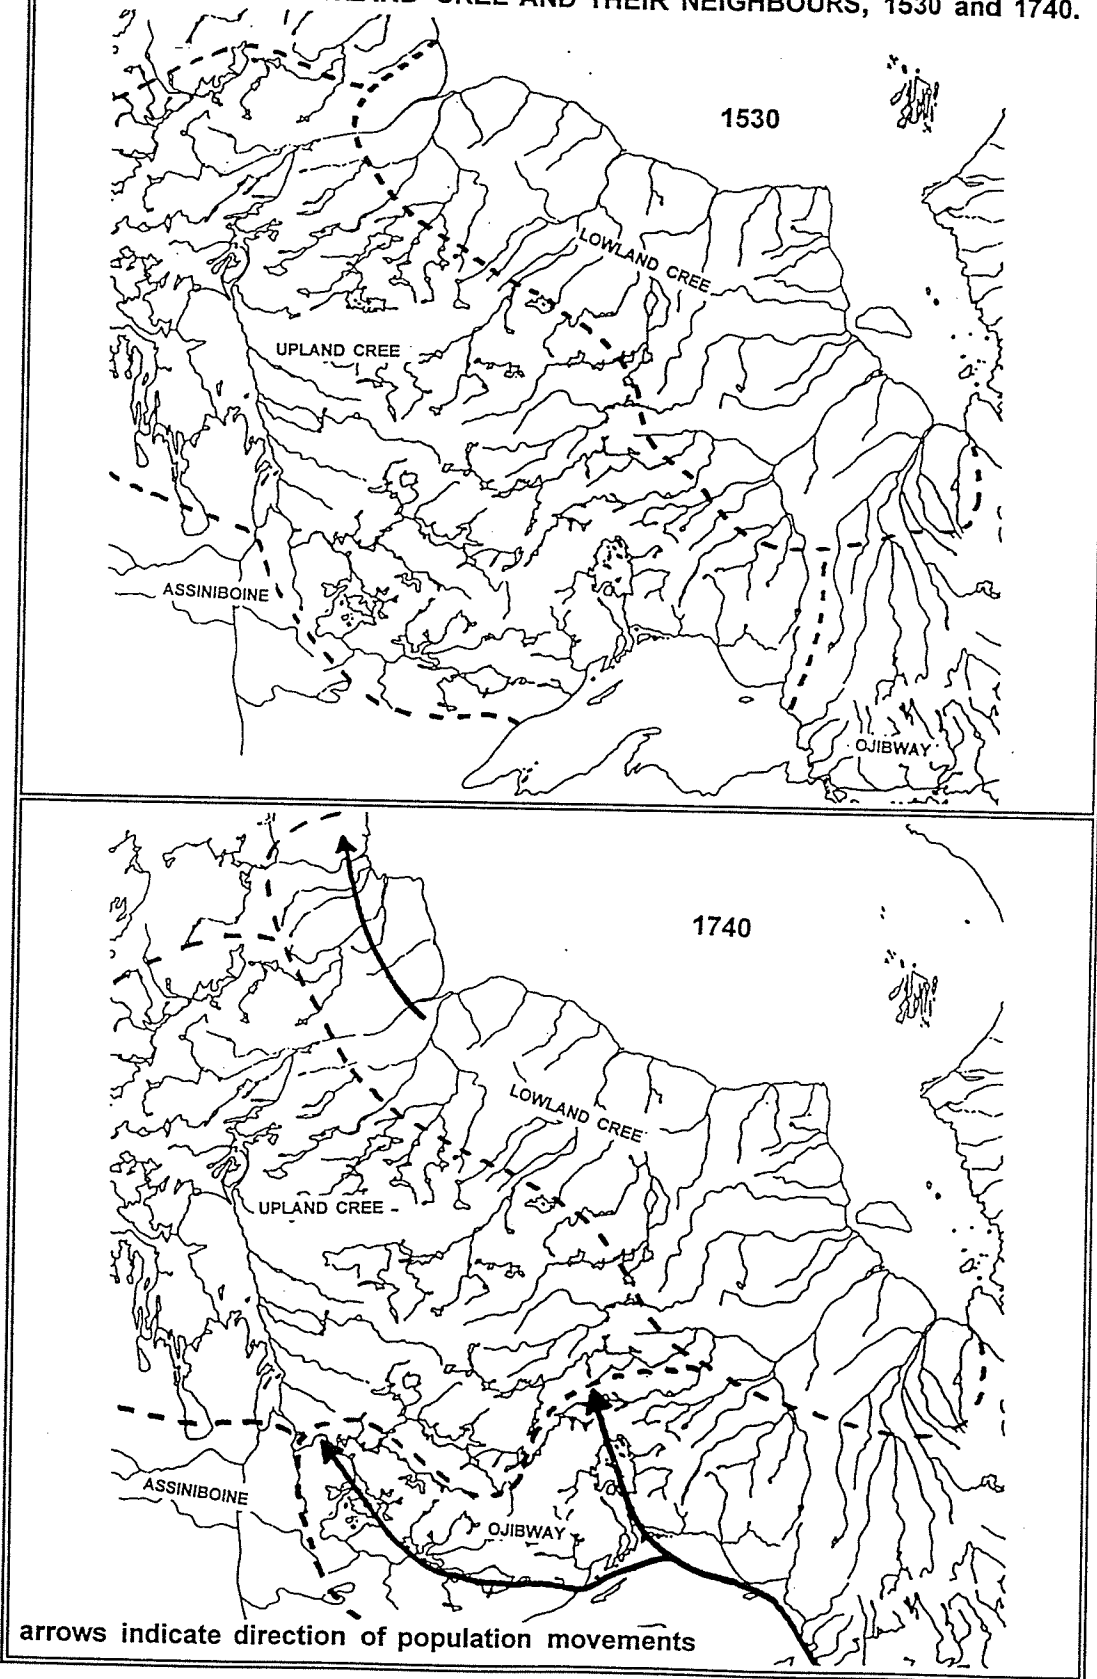 CREE AND THEIR NEIGHBOURS, 1530 and 1740.
1530
LOWLAND CREE
UPLAND CREE
ASSINIBOINE
OJIBWAY
1740
LOWLAND CREE
UPLAND CREE
ASSINIBOINE
OJIBWAY
arrows indicate direction of population movements